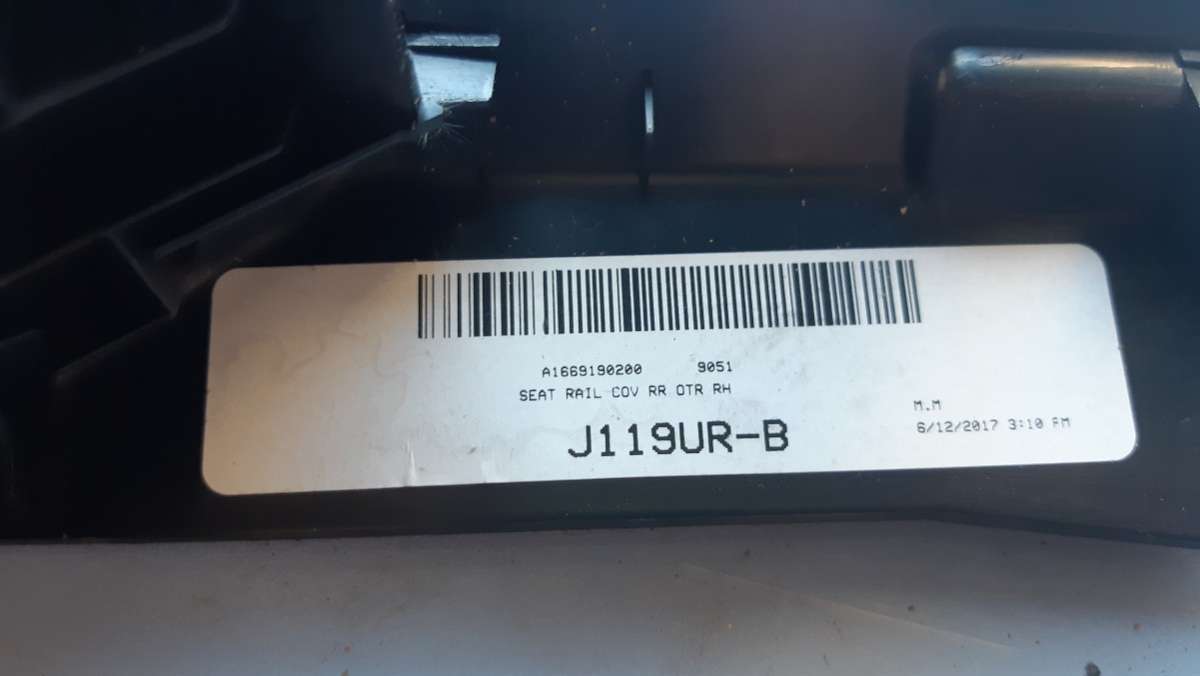 A1669190200 9051
SEAT RAIL COV RR OTR RH
J119UR-B
M.M
6/12/2017 3:10 PM